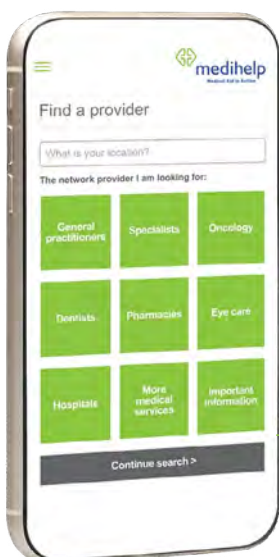 medihelp
Medical Aid in Action
Find a provider
What is your location?
The network provider I am looking for:
General
practitioners
Specialists
Oncology
Dentists
Pharmacies
Eye care
Hospitals
More
medical
services
Important
information
Continue search >